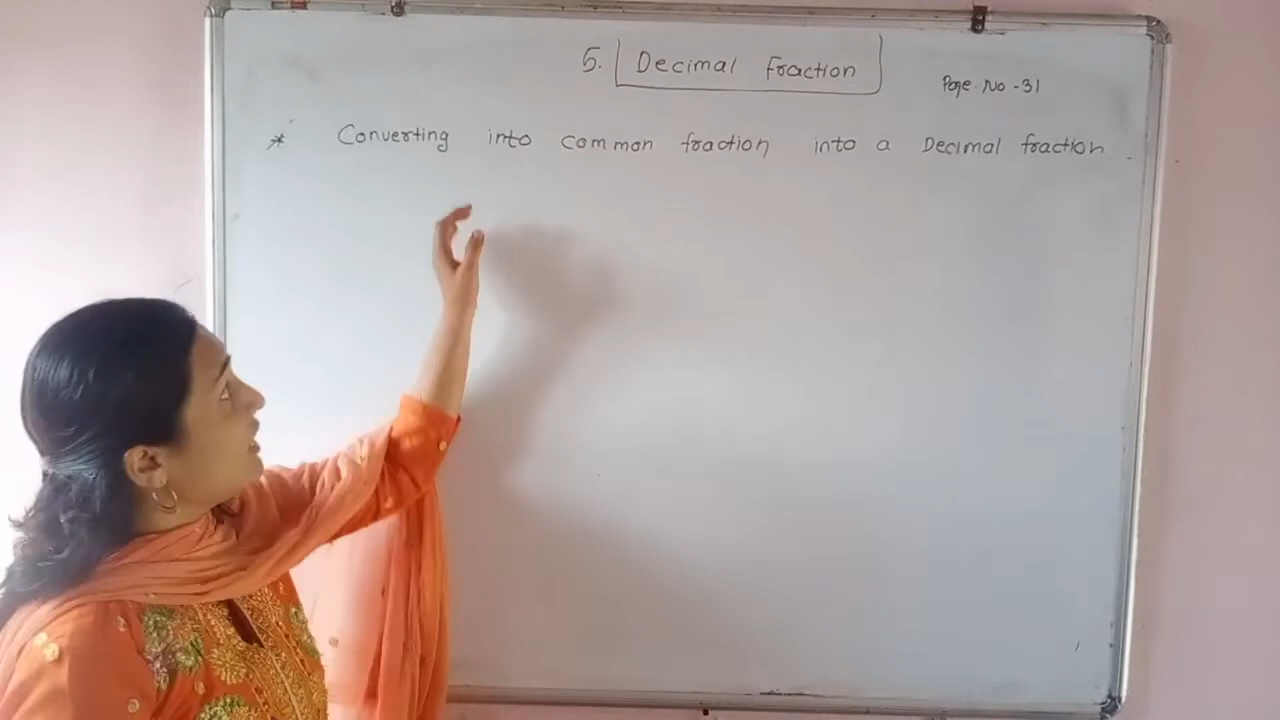 5. Decimal fraction
Page. No - 31
* Converting into common fraction into a Decimal fraction